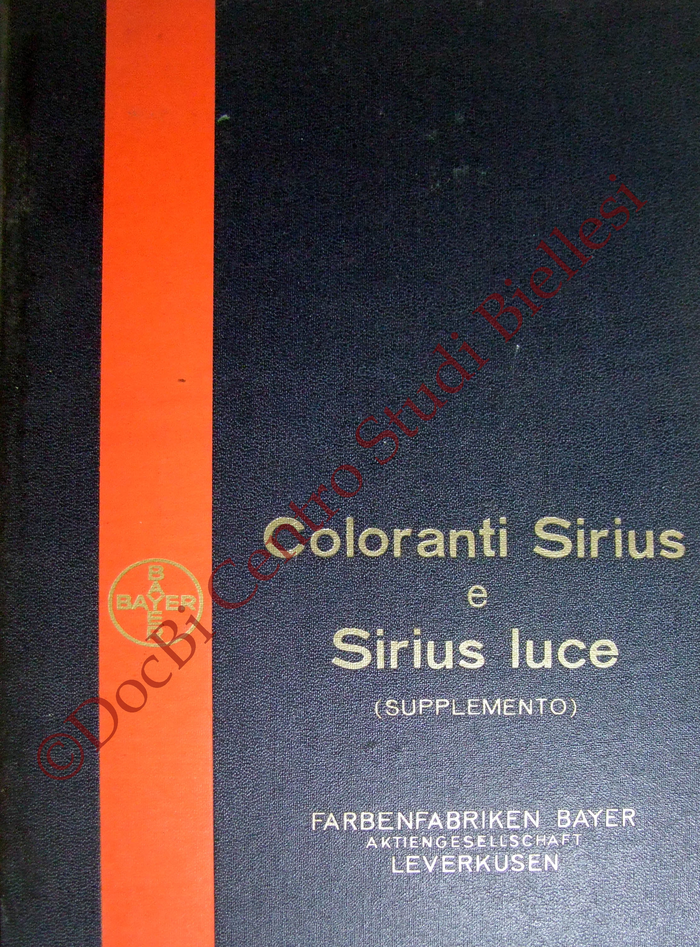 Coloranti Sirius
e
Sirius luce
(SUPPLEMENTO)
BAYER
BAYER
FARBENFABRIKEN BAYER
AKTIENGESELLSCHAFT
LEVERKUSEN
©DocBi Centro Studi Biellesi